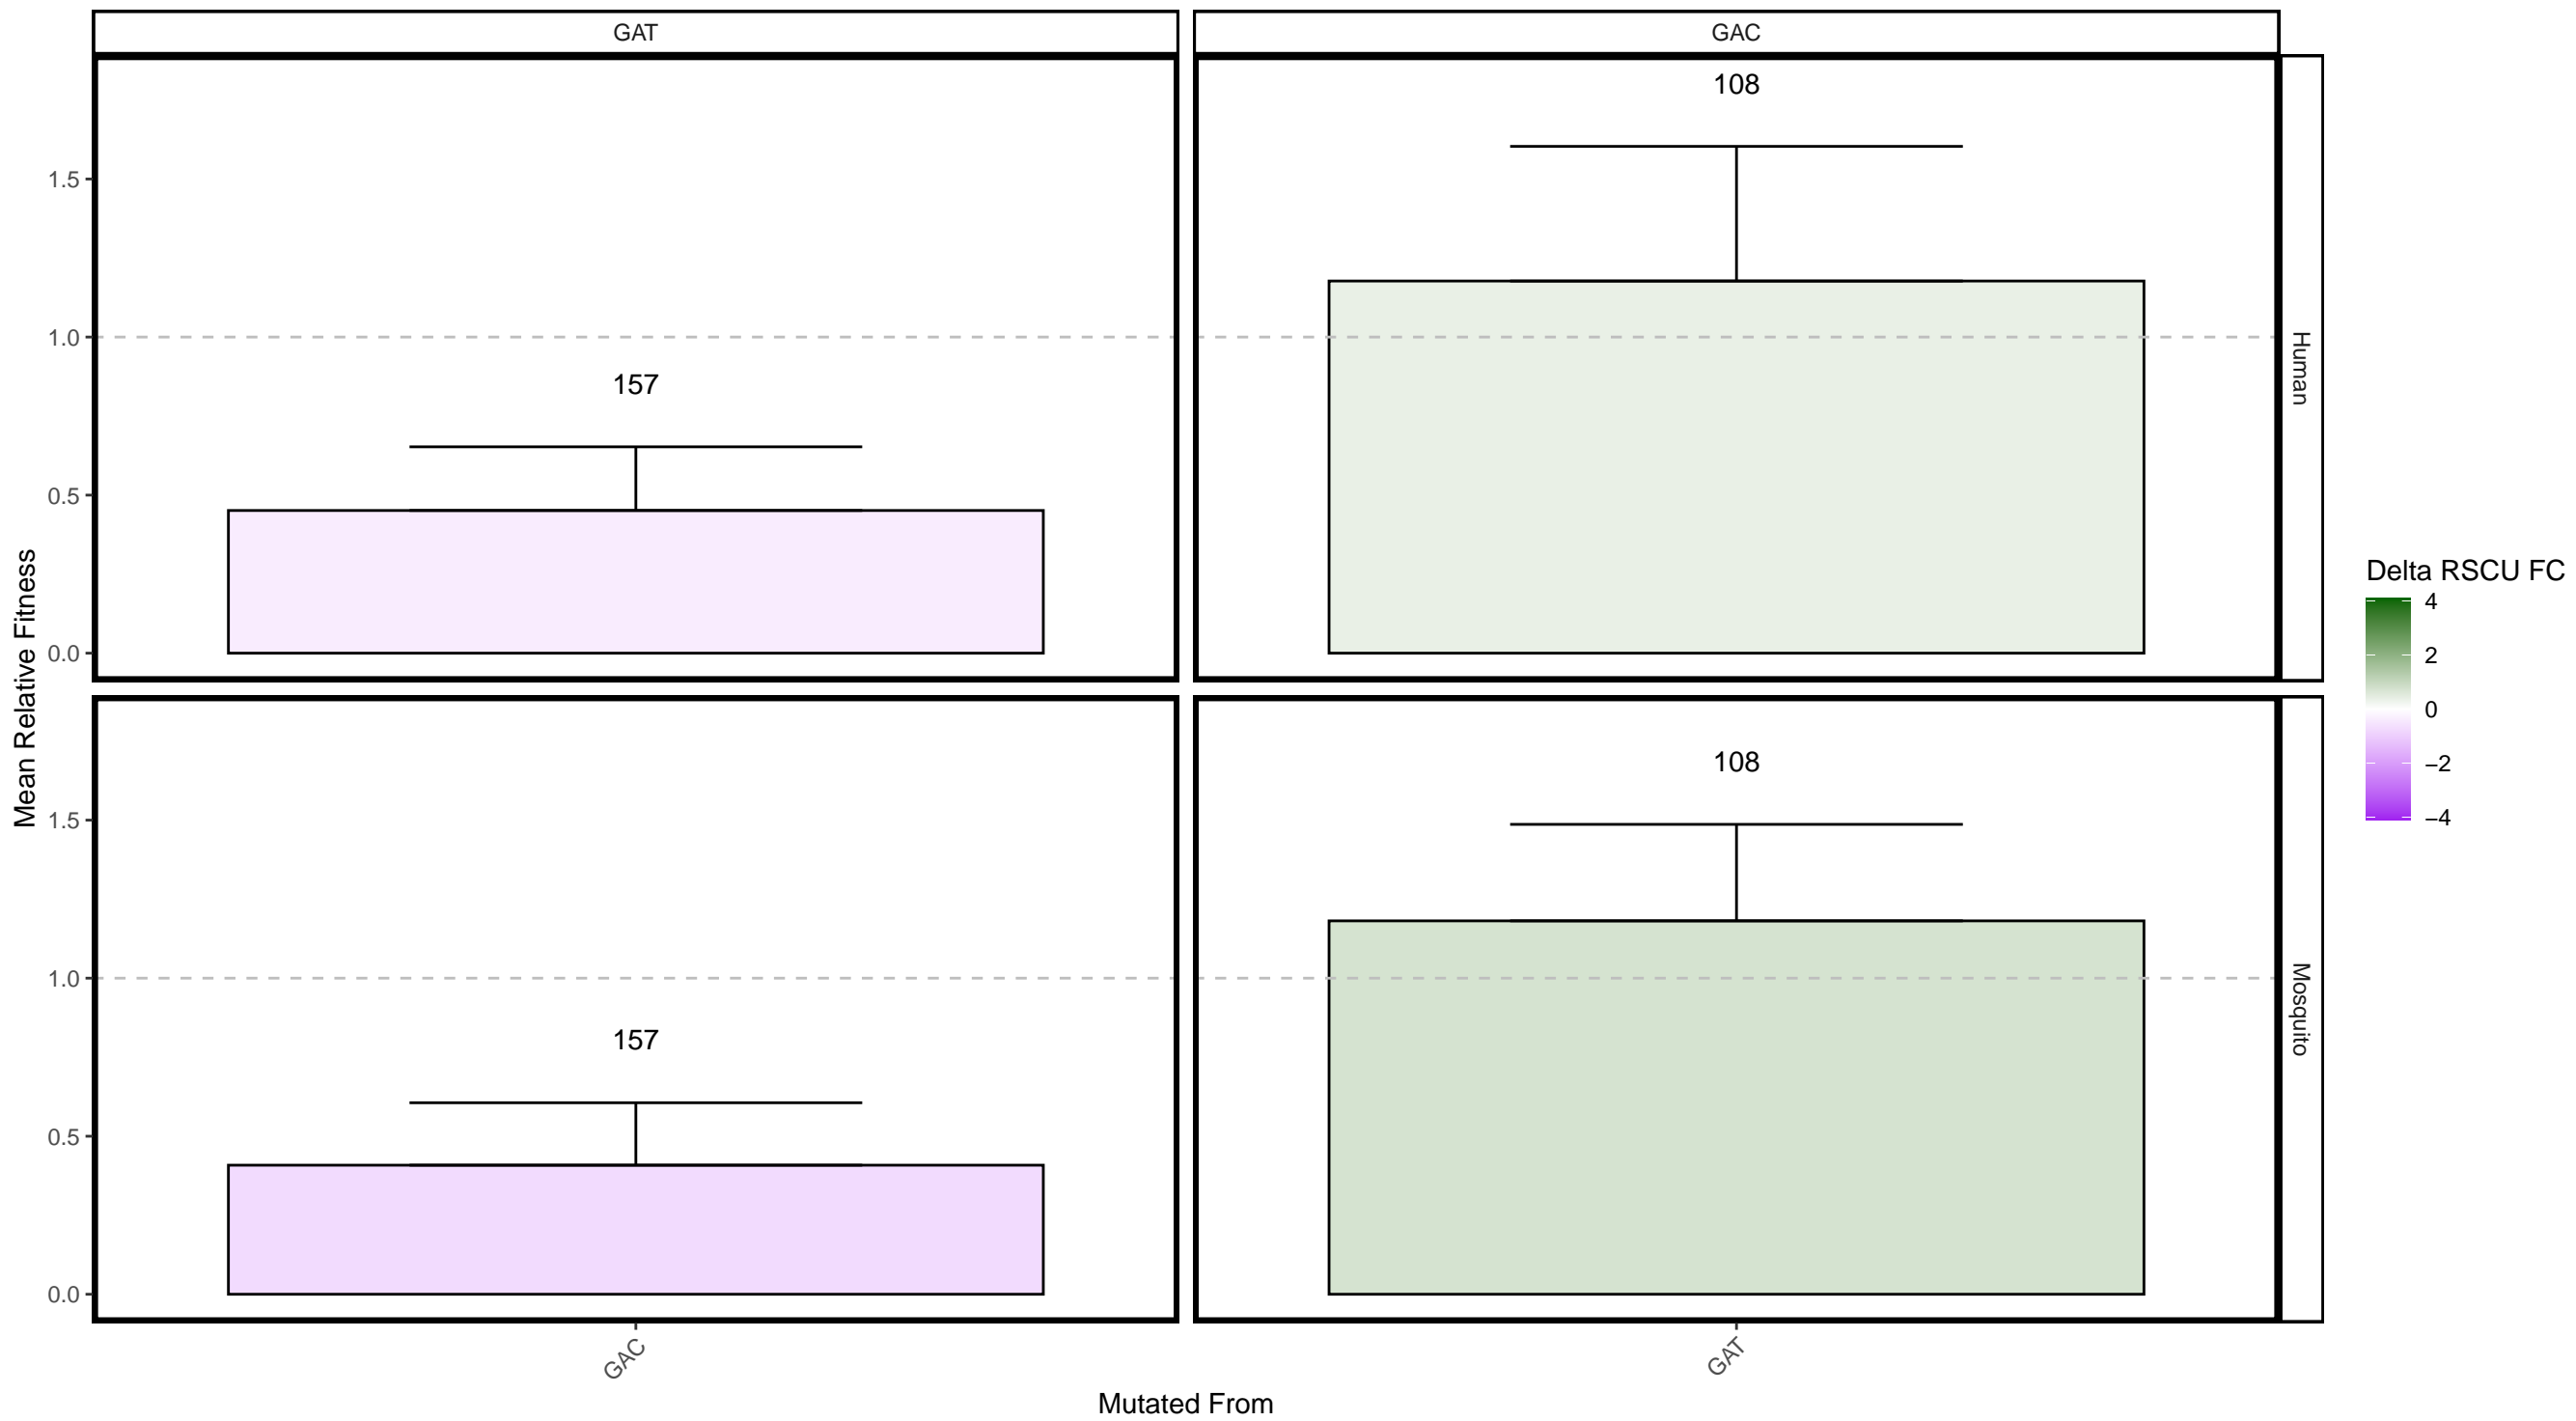 GAT
GAC
108
1.5
1.0
157
0.5
0.0
Human
Mean Relative Fitness
108
1.5
1.0
157
0.5
0.0
Mosquito
GAC
GAT
Mutated From
Delta RSCU FC
4
2
0
−2
−4